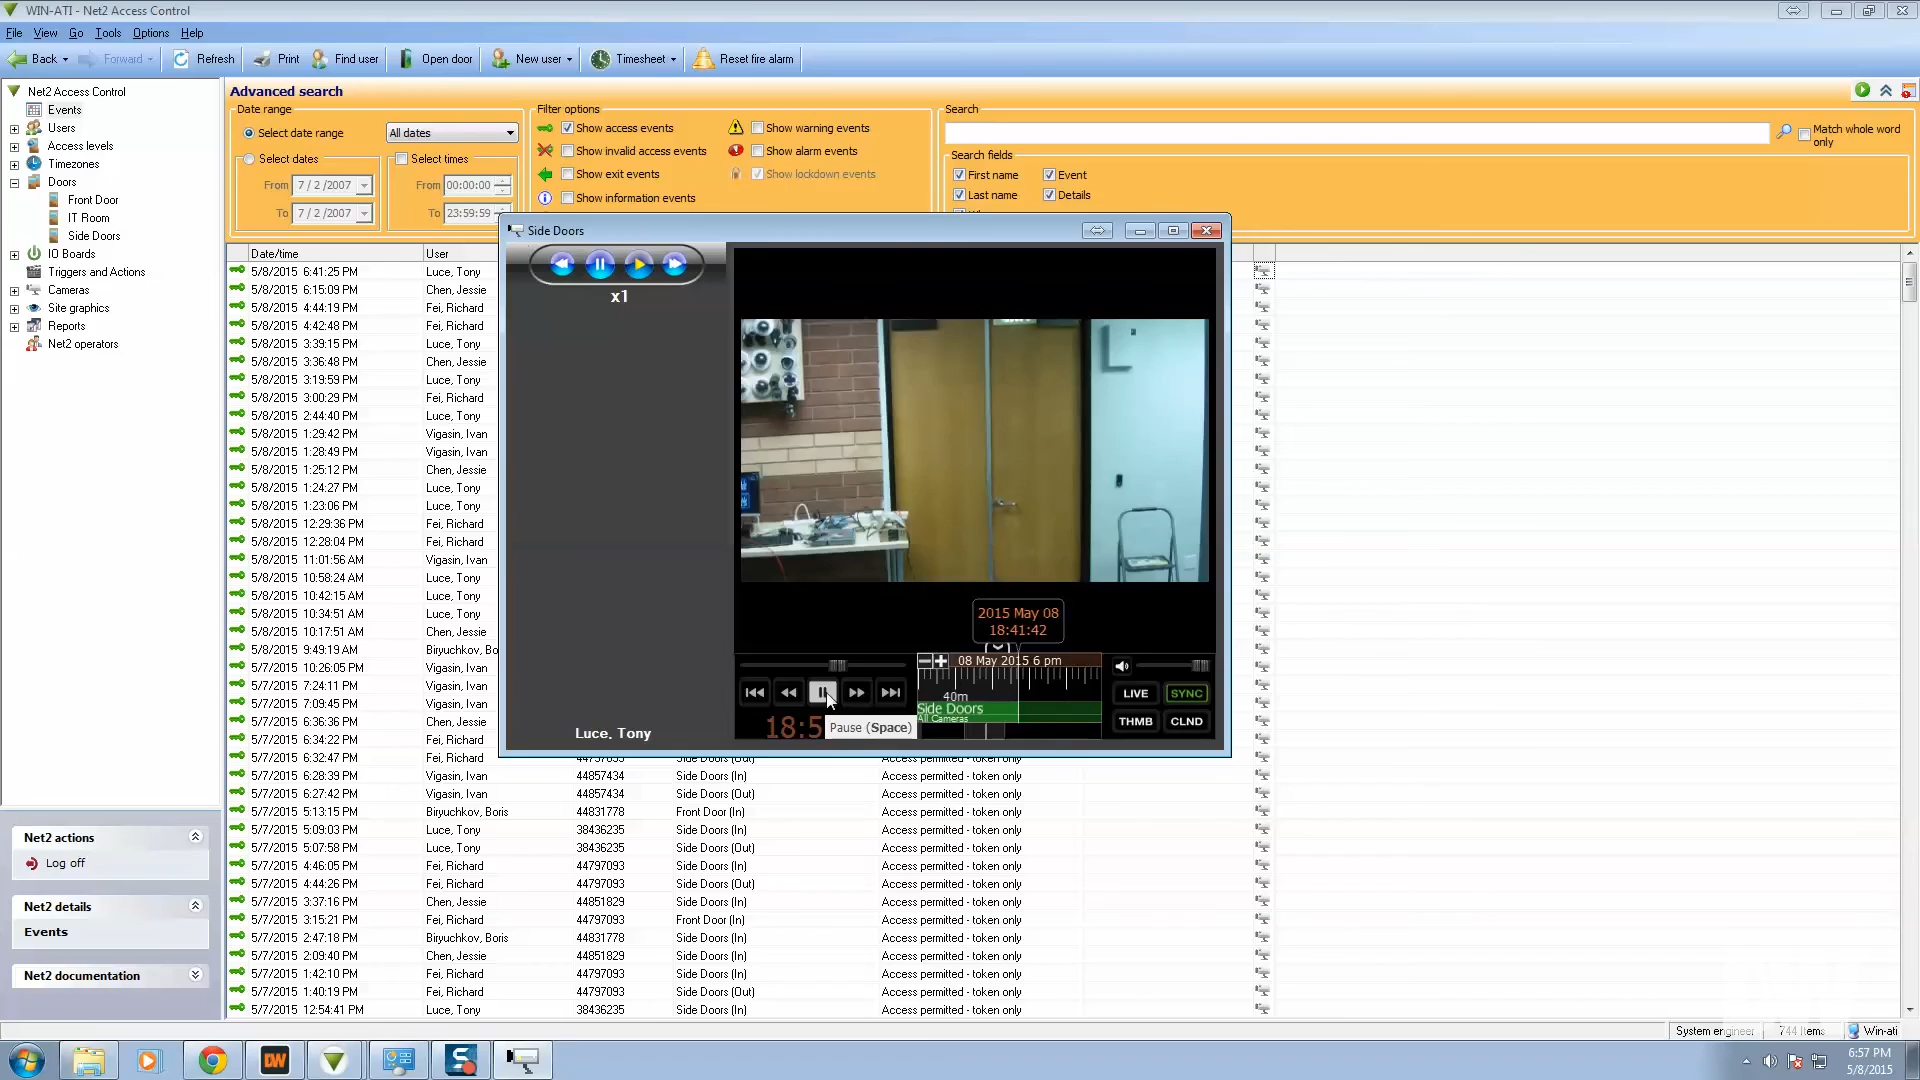 WIN-ATI - Net2 Access Control
File View Go Tools Options Help
Back Forward Refresh Print Find user Open door New user Timesheet Reset fire alarm
Net2 Access Control
Events
Users
Access levels
Timezones
Doors
Front Door
IT Room
Side Doors
IO Boards
Triggers and Actions
Cameras
Site graphics
Reports
Net2 operators
Net2 actions
Log off
Net2 details
Events
Net2 documentation
Advanced search
Date range
Select date range All dates
Select dates Select times
From 7 / 2 /2007 From 00:00:00
To 7 / 2 /2007 To 23:59:59
Filter options
Show access events Show warning events
Show invalid access events Show alarm events
Show exit events Show lockdown events
Show information events
Search
Match whole word only
Search fields
First name Event
Last name Details
Date/time User
5/8/2015 6:41:25 PM Luce, Tony
5/8/2015 6:15:09 PM Chen, Jessie
5/8/2015 4:44:19 PM Fei, Richard
5/8/2015 4:42:48 PM Fei, Richard
5/8/2015 3:39:15 PM Luce, Tony
5/8/2015 3:36:48 PM Chen, Jessie
5/8/2015 3:19:59 PM Luce, Tony
5/8/2015 3:00:29 PM Fei, Richard
5/8/2015 2:44:40 PM Luce, Tony
5/8/2015 1:29:42 PM Vigasin, Ivan
5/8/2015 1:28:49 PM Vigasin, Ivan
5/8/2015 1:25:12 PM Chen, Jessie
5/8/2015 1:24:27 PM Luce, Tony
5/8/2015 1:23:06 PM Luce, Tony
5/8/2015 12:29:36 PM Fei, Richard
5/8/2015 12:28:04 PM Fei, Richard
5/8/2015 11:01:56 AM Vigasin, Ivan
5/8/2015 10:58:24 AM Luce, Tony
5/8/2015 10:42:15 AM Luce, Tony
5/8/2015 10:34:51 AM Luce, Tony
5/8/2015 10:17:51 AM Chen, Jessie
5/8/2015 9:49:19 AM Biryuchkov, Bo
5/7/2015 10:26:05 PM Vigasin, Ivan
5/7/2015 7:24:11 PM Vigasin, Ivan
5/7/2015 7:09:45 PM Vigasin, Ivan
5/7/2015 6:36:36 PM Chen, Jessie
5/7/2015 6:34:22 PM Fei, Richard
5/7/2015 6:32:47 PM Fei, Richard 44797093 Side Doors (Out) Access permitted - token only
5/7/2015 6:28:39 PM Vigasin, Ivan 44857434 Side Doors (In) Access permitted - token only
5/7/2015 6:27:42 PM Vigasin, Ivan 44857434 Side Doors (Out) Access permitted - token only
5/7/2015 5:13:15 PM Biryuchkov, Boris 44831778 Front Door (In) Access permitted - token only
5/7/2015 5:09:03 PM Luce, Tony 38436235 Side Doors (In) Access permitted - token only
5/7/2015 5:07:58 PM Luce, Tony 38436235 Side Doors (Out) Access permitted - token only
5/7/2015 4:46:05 PM Fei, Richard 44797093 Side Doors (In) Access permitted - token only
5/7/2015 4:44:26 PM Fei, Richard 44797093 Side Doors (Out) Access permitted - token only
5/7/2015 3:37:16 PM Chen, Jessie 44851829 Side Doors (In) Access permitted - token only
5/7/2015 3:15:21 PM Fei, Richard 44797093 Front Door (In) Access permitted - token only
5/7/2015 2:47:18 PM Biryuchkov, Boris 44831778 Side Doors (In) Access permitted - token only
5/7/2015 2:09:40 PM Chen, Jessie 44851829 Side Doors (In) Access permitted - token only
5/7/2015 1:42:10 PM Fei, Richard 44797093 Side Doors (In) Access permitted - token only
5/7/2015 1:40:19 PM Fei, Richard 44797093 Side Doors (Out) Access permitted - token only
5/7/2015 12:54:41 PM Luce, Tony 38436235 Side Doors (In) Access permitted - token only
Side Doors
x1
Luce, Tony
2015 May 08
18:41:42
08 May 2015 6 pm
40m
Side Doors
All Cameras
18:5
Pause (Space)
LIVE SYNC
THMB CLND
System engineer 744 Items Win-ati
DW
S
6:57 PM
5/8/2015